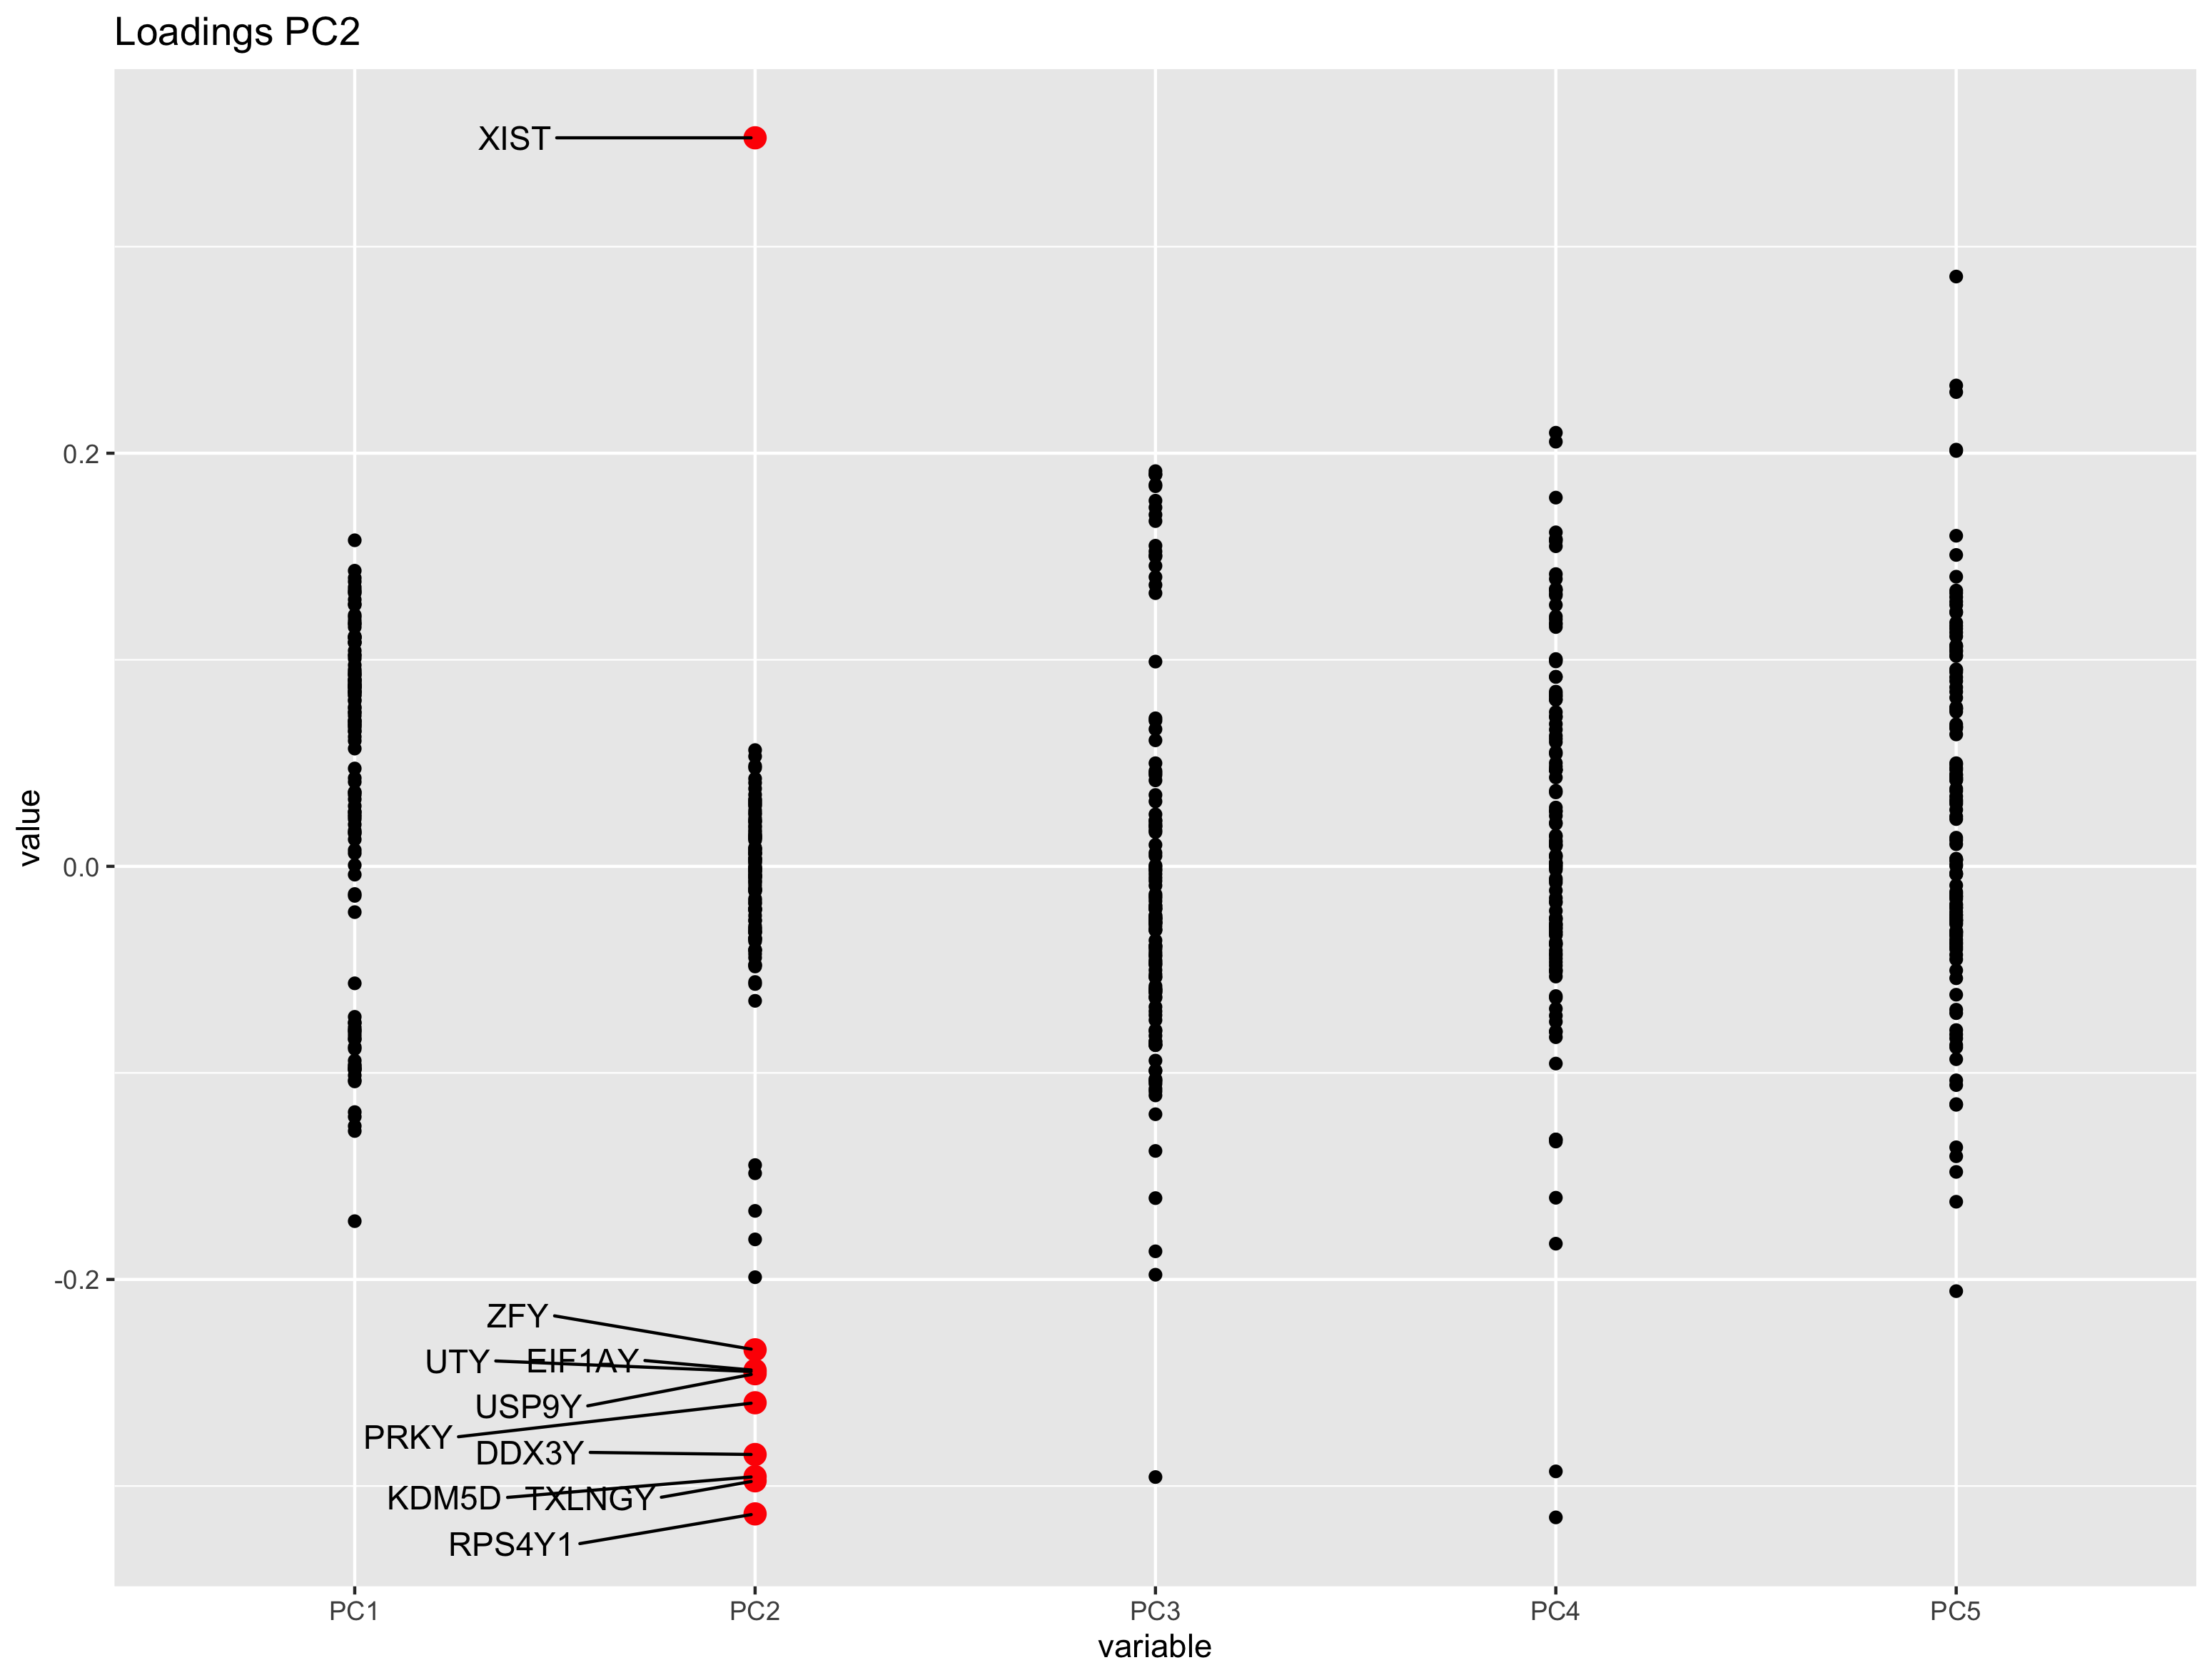 Loadings PC2
XIST
0.2
0.0
value
-0.2
ZFY
UTY EIF1AY
USP9Y
PRKY
DDX3Y
KDM5D TXLNGY
RPS4Y1
PC1 PC2 PC3 PC4 PC5
variable